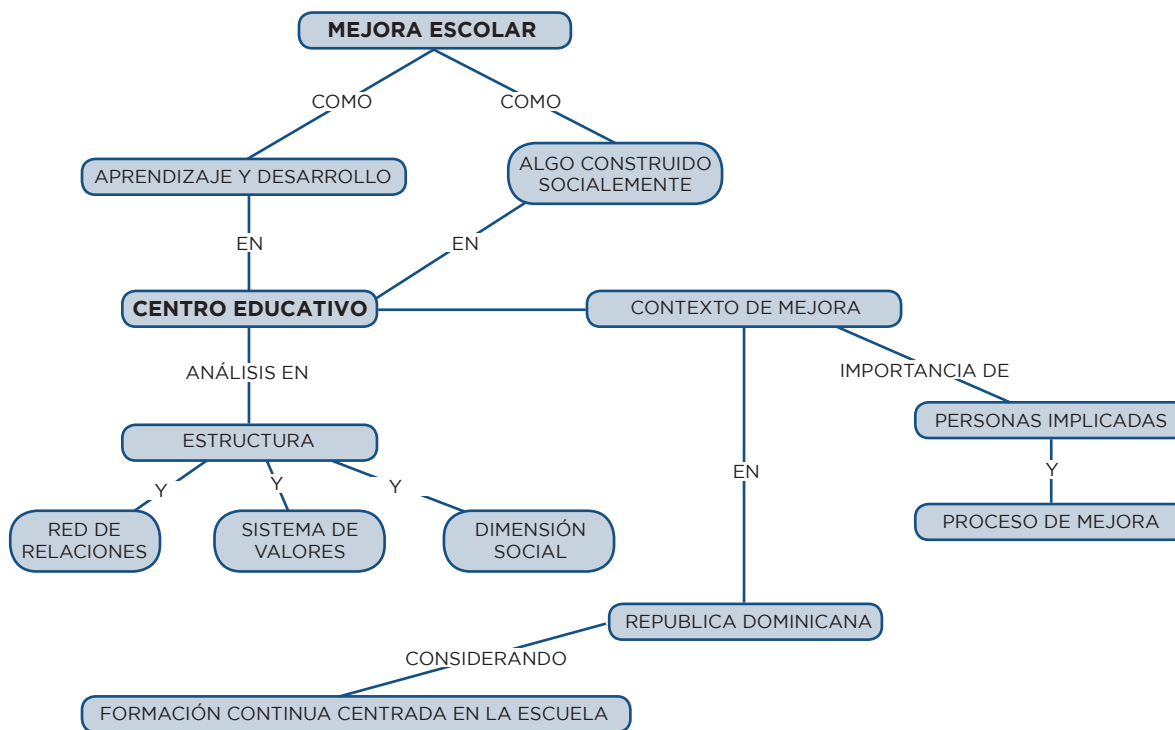 MEJORA ESCOLAR
COMO
COMO
APRENDIZAJE Y DESARROLLO
ALGO CONSTRUIDO
SOCIALEMENTE
EN
EN
CENTRO EDUCATIVO
CONTEXTO DE MEJORA
ANÁLISIS EN
IMPORTANCIA DE
ESTRUCTURA
PERSONAS IMPLICADAS
Y
Y
Y
EN
Y
RED DE
RELACIONES
SISTEMA DE
VALORES
DIMENSIÓN
SOCIAL
PROCESO DE MEJORA
REPUBLICA DOMINICANA
CONSIDERANDO
FORMACIÓN CONTINUA CENTRADA EN LA ESCUELA